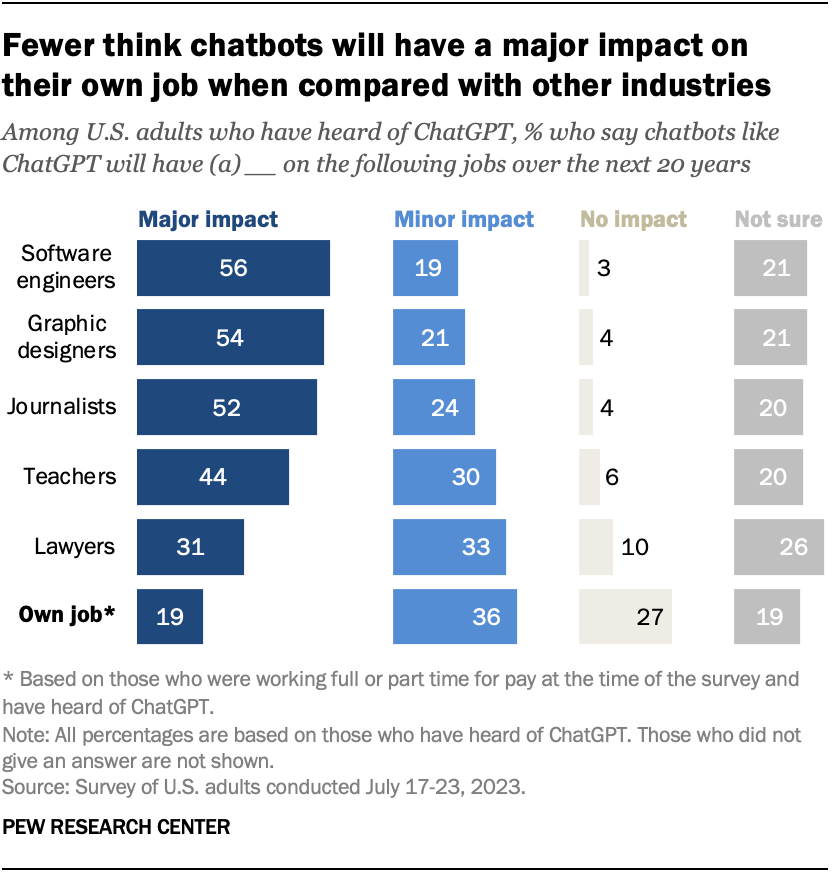 Fewer think chatbots will have a major impact on
their own job when compared with other industries
Among U.S. adults who have heard of ChatGPT, % who say chatbots like
ChatGPT will have (a) __ on the following jobs over the next 20 years
Major impact Minor impact No impact Not sure
Software
engineers 56 19 3 21
Graphic
designers 54 21 4 21
Journalists 52 24 4 20
Teachers 44 30 6 20
Lawyers 31 33 10 26
Own job* 19 36 27 19
* Based on those who were working full or part time for pay at the time of the survey and
have heard of ChatGPT.
Note: All percentages are based on those who have heard of ChatGPT. Those who did not
give an answer are not shown.
Source: Survey of U.S. adults conducted July 17-23, 2023.
PEW RESEARCH CENTER